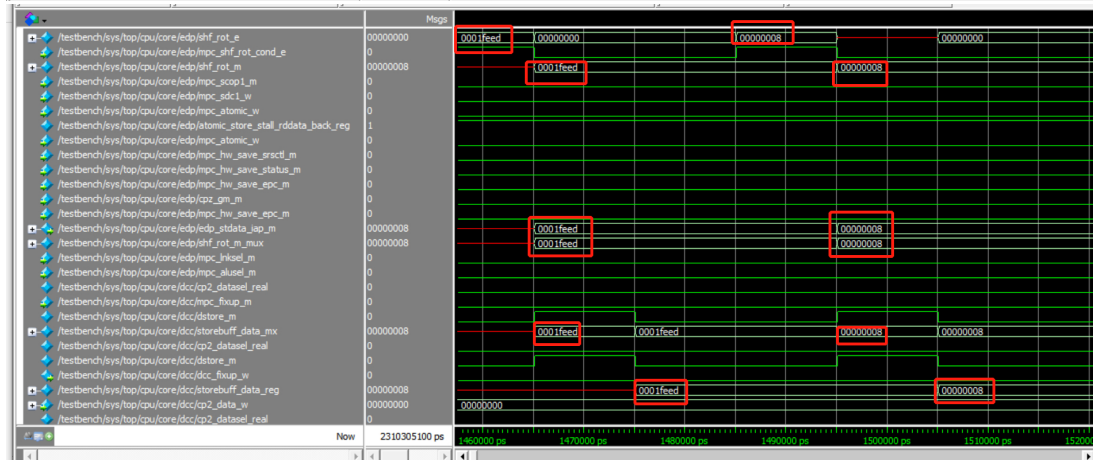 Msgs
/testbench/sys/top/cpu/core/edp/shf_rot_e 00000000 0001feed 00000000 00000008 00000000
/testbench/sys/top/cpu/core/edp/mpc_shf_rot_cond_e 0
/testbench/sys/top/cpu/core/edp/shf_rot_m 00000008 0001feed 00000008
/testbench/sys/top/cpu/core/edp/mpc_scop1_m 0
/testbench/sys/top/cpu/core/edp/mpc_sdc1_w 0
/testbench/sys/top/cpu/core/edp/mpc_atomic_w 0
/testbench/sys/top/cpu/core/edp/atomic_store_stall_rddata_back_reg 1
/testbench/sys/top/cpu/core/edp/mpc_atomic_w 0
/testbench/sys/top/cpu/core/edp/mpc_hw_save_srsctl_m 0
/testbench/sys/top/cpu/core/edp/mpc_hw_save_status_m 0
/testbench/sys/top/cpu/core/edp/mpc_hw_save_epc_m 0
/testbench/sys/top/cpu/core/edp/cpz_gm_m 0
/testbench/sys/top/cpu/core/edp/mpc_hw_save_epc_m 0
/testbench/sys/top/cpu/core/edp/edp_stdata_iap_m 00000008 0001feed 00000008
/testbench/sys/top/cpu/core/edp/shf_rot_m_mux 00000008 0001feed 00000008
/testbench/sys/top/cpu/core/edp/mpc_lnksel_m 0
/testbench/sys/top/cpu/core/edp/mpc_alusel_m 0
/testbench/sys/top/cpu/core/dcc/cp2_datasel_real 0
/testbench/sys/top/cpu/core/dcc/mpc_fixup_m 0
/testbench/sys/top/cpu/core/dcc/dstore_m 0
/testbench/sys/top/cpu/core/dcc/storebuff_data_mx 00000008 0001feed 0001feed 00000008 00000008
/testbench/sys/top/cpu/core/dcc/cp2_datasel_real 0
/testbench/sys/top/cpu/core/dcc/dstore_m 0
/testbench/sys/top/cpu/core/dcc/dcc_fixup_w 0
/testbench/sys/top/cpu/core/dcc/storebuff_data_reg 00000008 0001feed 00000008
/testbench/sys/top/cpu/core/dcc/cp2_data_w 00000000 00000000
/testbench/sys/top/cpu/core/dcc/cp2_datasel_real 0
Now 2310305100 ps 1460000 ps 1470000 ps 1480000 ps 1490000 ps 1500000 ps 1510000 ps 1520000